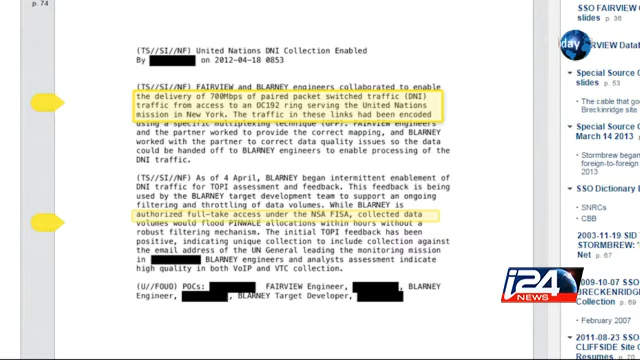 p. 74
(TS//SI//NF) United Nations DNI Collection Enabled
By on 2012-04-18 0853
(TS//SI//NF) FAIRVIEW and BLARNEY engineers collaborated to enable
the delivery of 700Mbps of paired packet switched traffic (DNI)
traffic from access to an OC192 ring serving the United Nations
mission in New York. The traffic in these links had been encoded
using a specific multiplexing technique (GFP). FAIRVIEW engineers
and the partner worked to provide the correct mapping, and BLARNEY
worked with the partner to correct data quality issues so the data
could be handed off to BLARNEY engineers to enable processing of the
DNI traffic.
(TS//SI//NF) As of 4 April, BLARNEY began intermittent enablement of
DNI traffic for TOPI assessment and feedback. This feedback is being
used by the BLARNEY target development team to support an ongoing
filtering and throttling of data volumes. While BLARNEY is
authorized full-take access under the NSA FISA, collected data
volumes would flood PINWALE allocations within hours without a
robust filtering mechanism. The initial TOPI feedback has been
positive, indicating unique collection to include collection against
the email address of the UN General leading the monitoring mission
in BLARNEY engineers and analysts assessment indicate
high quality in both VoIP and VTC collection.
(U//FOUO) POCs: FAIRVIEW Engineer, BLARNEY
Engineer, BLARNEY Target Developer,
SSO FAIRVIEW
slides p. 36
day
FAIRVIEW Datab
Special Source O
p. 53
The cable that go
Breckinridge site
Special Source O
March 14 2013
Stormbrew began
inherited the 2003
SSO Dictionary E
SNRCs
CBB
2003-11-19 SID T
STORMBREW: "
Net
2009-10-07 SSO
BRECKENRIDGE
Collection p. 69
February 2007
2011-08-23 SSO
CLIFFSIDE Site
Resumes p. 70
i24
NEWS